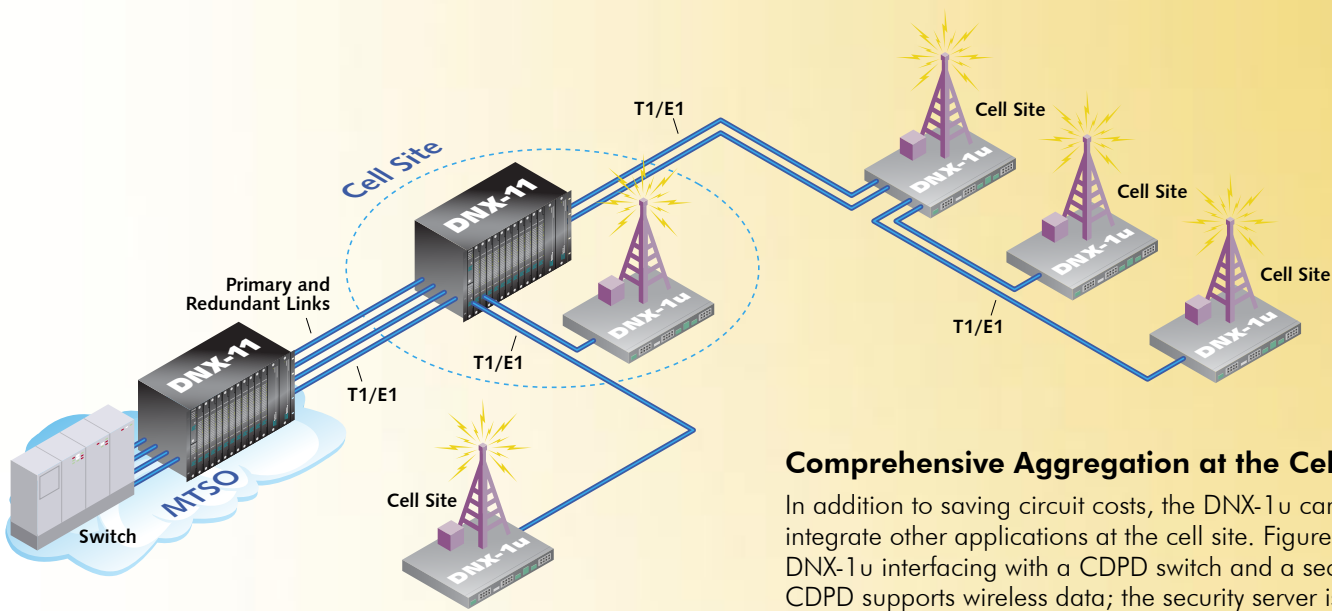 T1/E1
Cell Site
DNX-1u
Cell Site
DNX-1u
Cell Site
DNX-1u
T1/E1
Cell Site
DNX-11
DNX-1u
T1/E1
Primary and
Redundant Links
T1/E1
DNX-11
MTSO
Switch
Cell Site
DNX-1u
Comprehensive Aggregation at the Cel
In addition to saving circuit costs, the DNX-1u can
integrate other applications at the cell site. Figure
DNX-1u interfacing with a CDPD switch and a sec
CDPD supports wireless data; the security server is